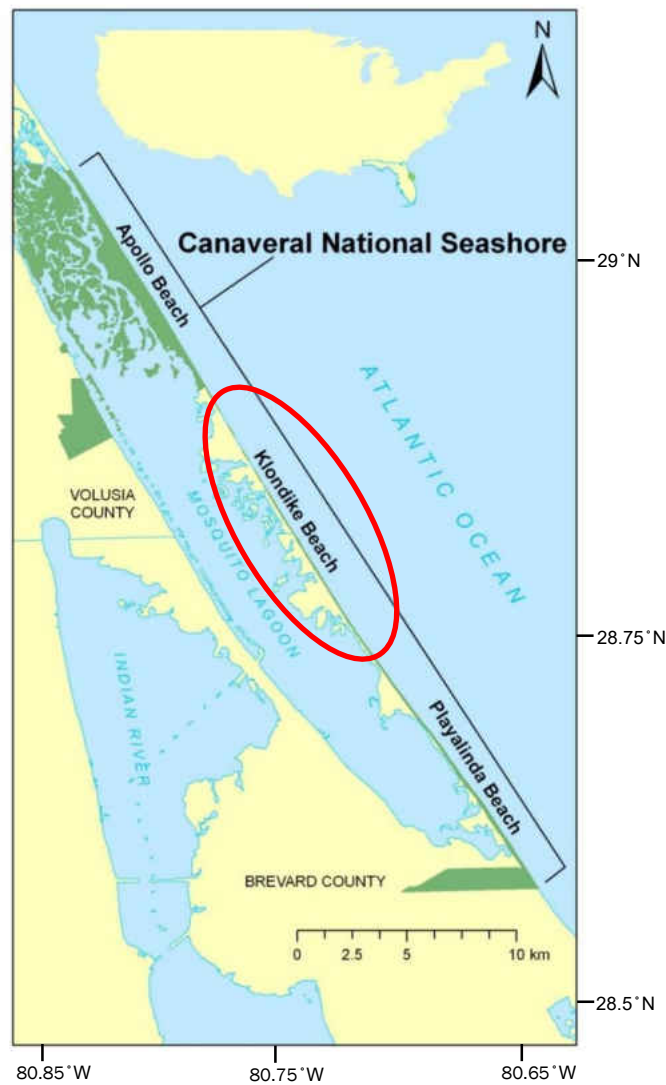 N
Canaveral National Seashore
Apollo Beach
29°N
ATLANTIC OCEAN
Klondike Beach
VOLUSIA
COUNTY
MOSQUITO LAGOON
28.75°N
INDIAN RIVER
Playalinda Beach
BREVARD COUNTY
0 2.5 5 10 km
28.5°N
80.85°W 80.75°W 80.65°W